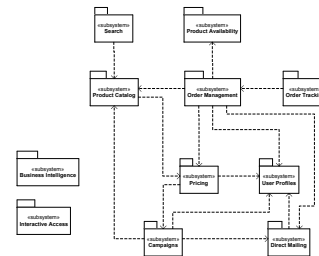 «subsystem»
Search
«subsystem»
Product Availability
«subsystem»
Product Catalog
«subsystem»
Order Management
«subsystem»
Order Tracki
«subsystem»
Business Intelligence
«subsystem»
Pricing
«subsystem»
User Profiles
«subsystem»
Interactive Access
«subsystem»
Campaigns
«subsystem»
Direct Mailing